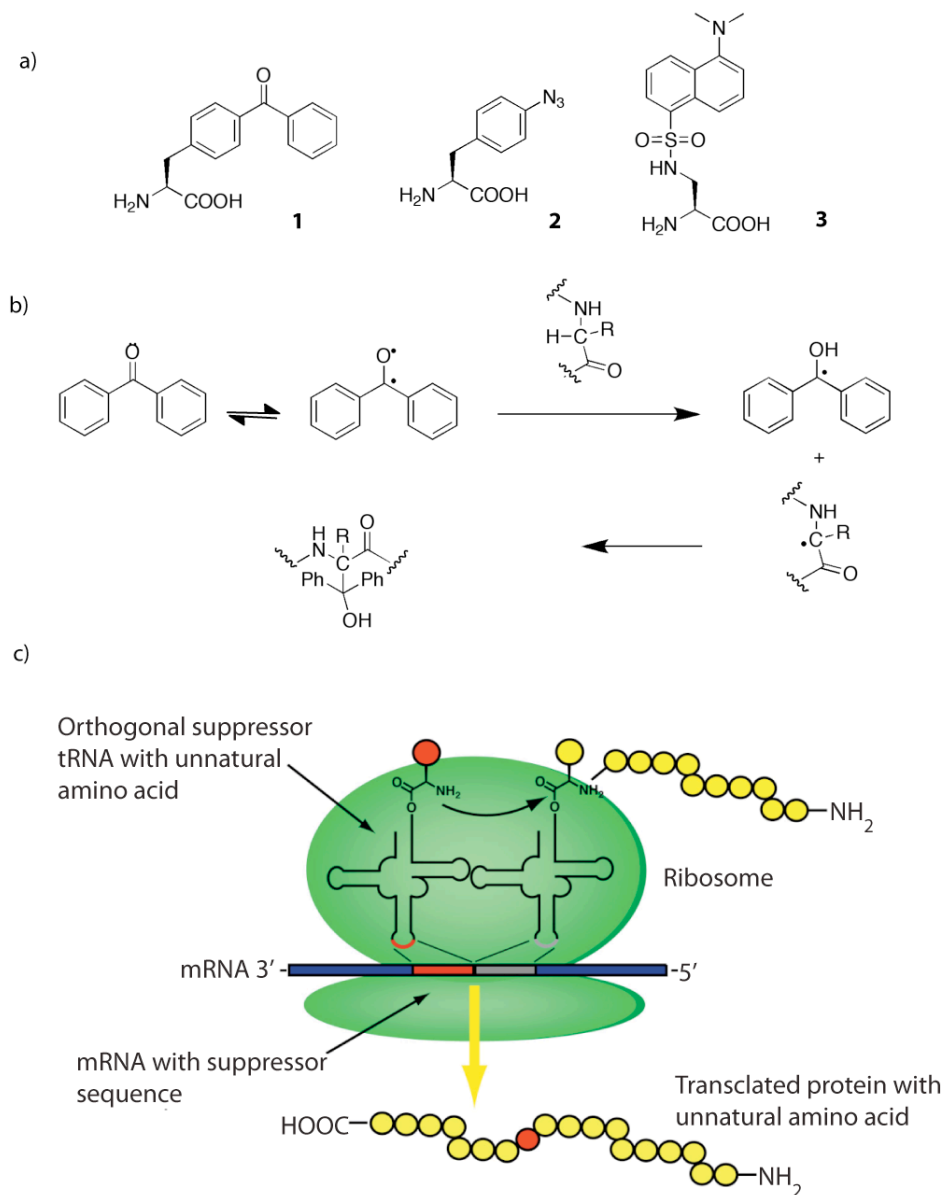 a)
O
H₂N
COOH
1
N₃
H₂N
COOH
2
N
O=S=O
HN
H₂N
COOH
3
b)
Ö
O•
•
NH
H-C-R
O
OH
•
+
NH
•C-R
O
H
N
R
O
C
Ph
Ph
OH
c)
Orthogonal suppressor
tRNA with unnatural
amino acid
O
NH₂
O
O
NH₂
O
NH₂
Ribosome
mRNA 3′ -
-5′
mRNA with suppressor
sequence
Transclated protein with
unnatural amino acid
HOOC
NH₂